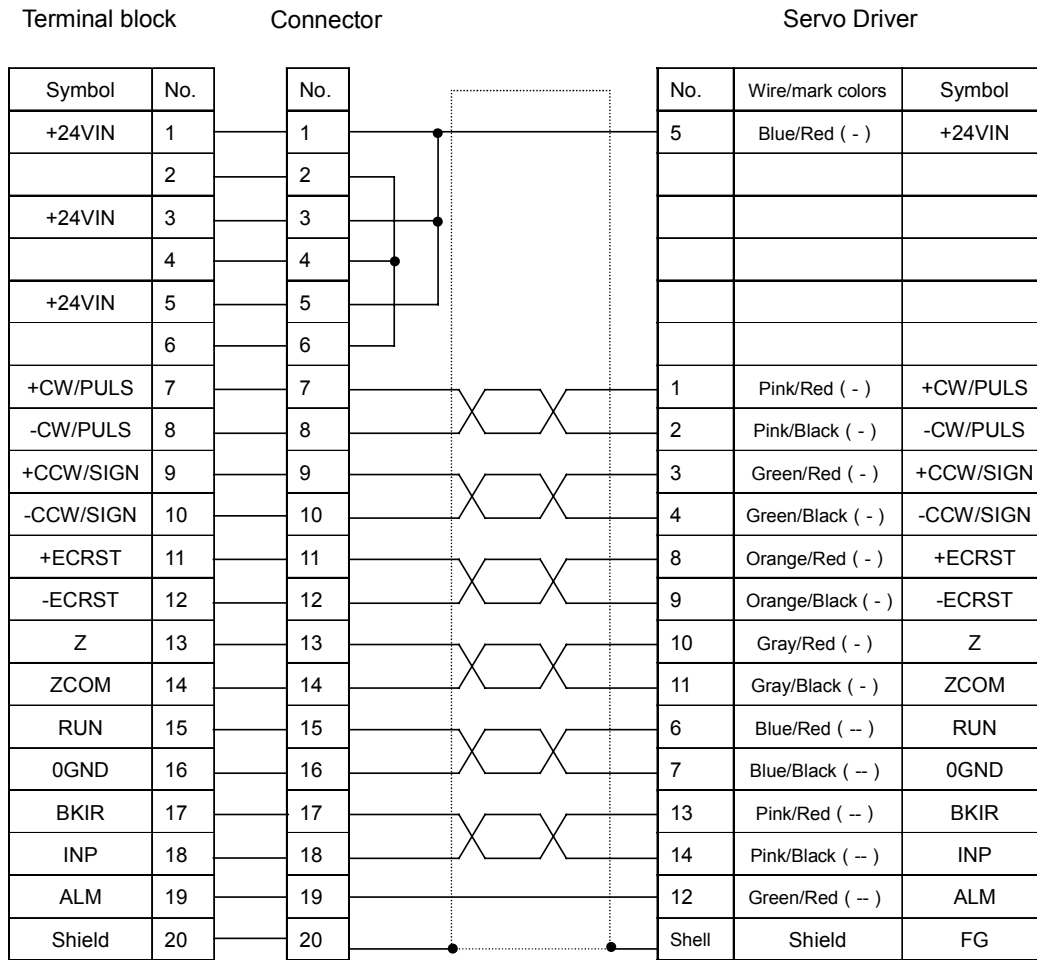 Terminal block Connector Servo Driver
Symbol No. No. No. Wire/mark colors Symbol
+24VIN 1 1 5 Blue/Red ( - ) +24VIN
2 2
+24VIN 3 3
4 4
+24VIN 5 5
6 6
+CW/PULS 7 7 1 Pink/Red ( - ) +CW/PULS
-CW/PULS 8 8 2 Pink/Black ( - ) -CW/PULS
+CCW/SIGN 9 9 3 Green/Red ( - ) +CCW/SIGN
-CCW/SIGN 10 10 4 Green/Black ( - ) -CCW/SIGN
+ECRST 11 11 8 Orange/Red ( - ) +ECRST
-ECRST 12 12 9 Orange/Black ( - ) -ECRST
Z 13 13 10 Gray/Red ( - ) Z
ZCOM 14 14 11 Gray/Black ( - ) ZCOM
RUN 15 15 6 Blue/Red ( -- ) RUN
0GND 16 16 7 Blue/Black ( -- ) 0GND
BKIR 17 17 13 Pink/Red ( -- ) BKIR
INP 18 18 14 Pink/Black ( -- ) INP
ALM 19 19 12 Green/Red ( -- ) ALM
Shield 20 20 Shell Shield FG